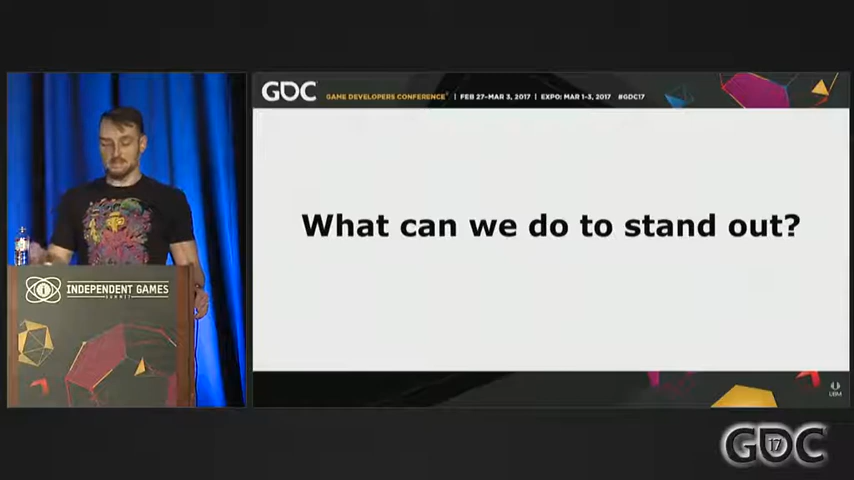 GDC GAME DEVELOPERS CONFERENCE® | FEB 27–MAR 3, 2017 | EXPO: MAR 1–3, 2017 #GDC17
What can we do to stand out?
INDEPENDENT GAMES
SUMMIT
UBM
GDC 17